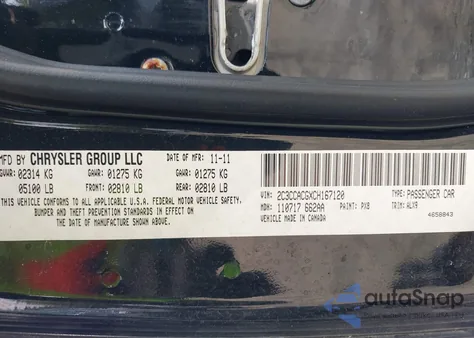 MFD BY CHRYSLER GROUP LLC DATE OF MFR: 11-11
GVWR: 02314 KG GAWR: 01275 KG GAWR: 01275 KG
05100 LB FRONT: 02810 LB REAR: 02810 LB
THIS VEHICLE CONFORMS TO ALL APPLICABLE U.S.A. FEDERAL MOTOR VEHICLE SAFETY,
BUMPER AND THEFT PREVENTION STANDARDS IN EFFECT ON
THE DATE OF MANUFACTURE SHOWN ABOVE.
VIN: 2C3CCACGXCH167120 TYPE: PASSENGER CAR
MDH: 110717 662AA PAINT: PX8 TRIM: ALX9
VEHICLE MADE IN CANADA 4658843
autoSnap